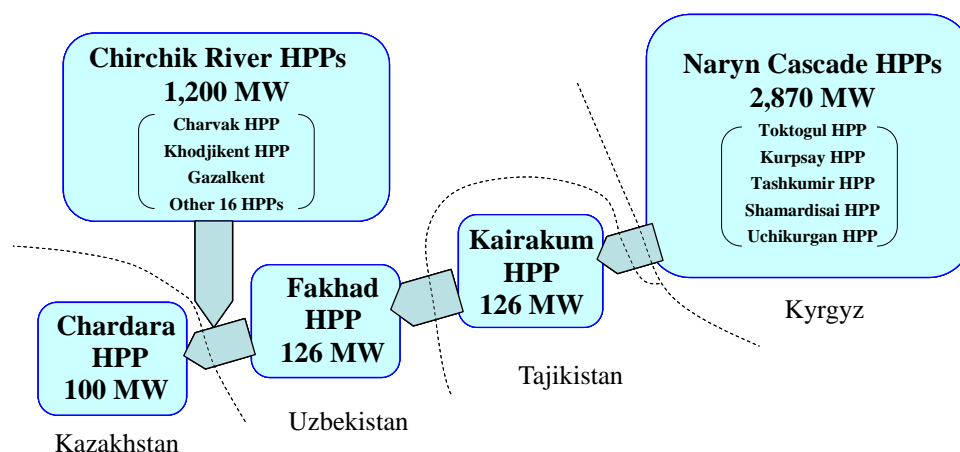 Chirchik River HPPs
1,200 MW
Charvak HPP
Khodjikent HPP
Gazalkent
Other 16 HPPs
Naryn Cascade HPPs
2,870 MW
Toktogul HPP
Kurpsay HPP
Tashkumir HPP
Shamardisai HPP
Uchikurgan HPP
Kairakum
HPP
126 MW
Fakhad
HPP
126 MW
Chardara
HPP
100 MW
Kyrgyz
Tajikistan
Uzbekistan
Kazakhstan